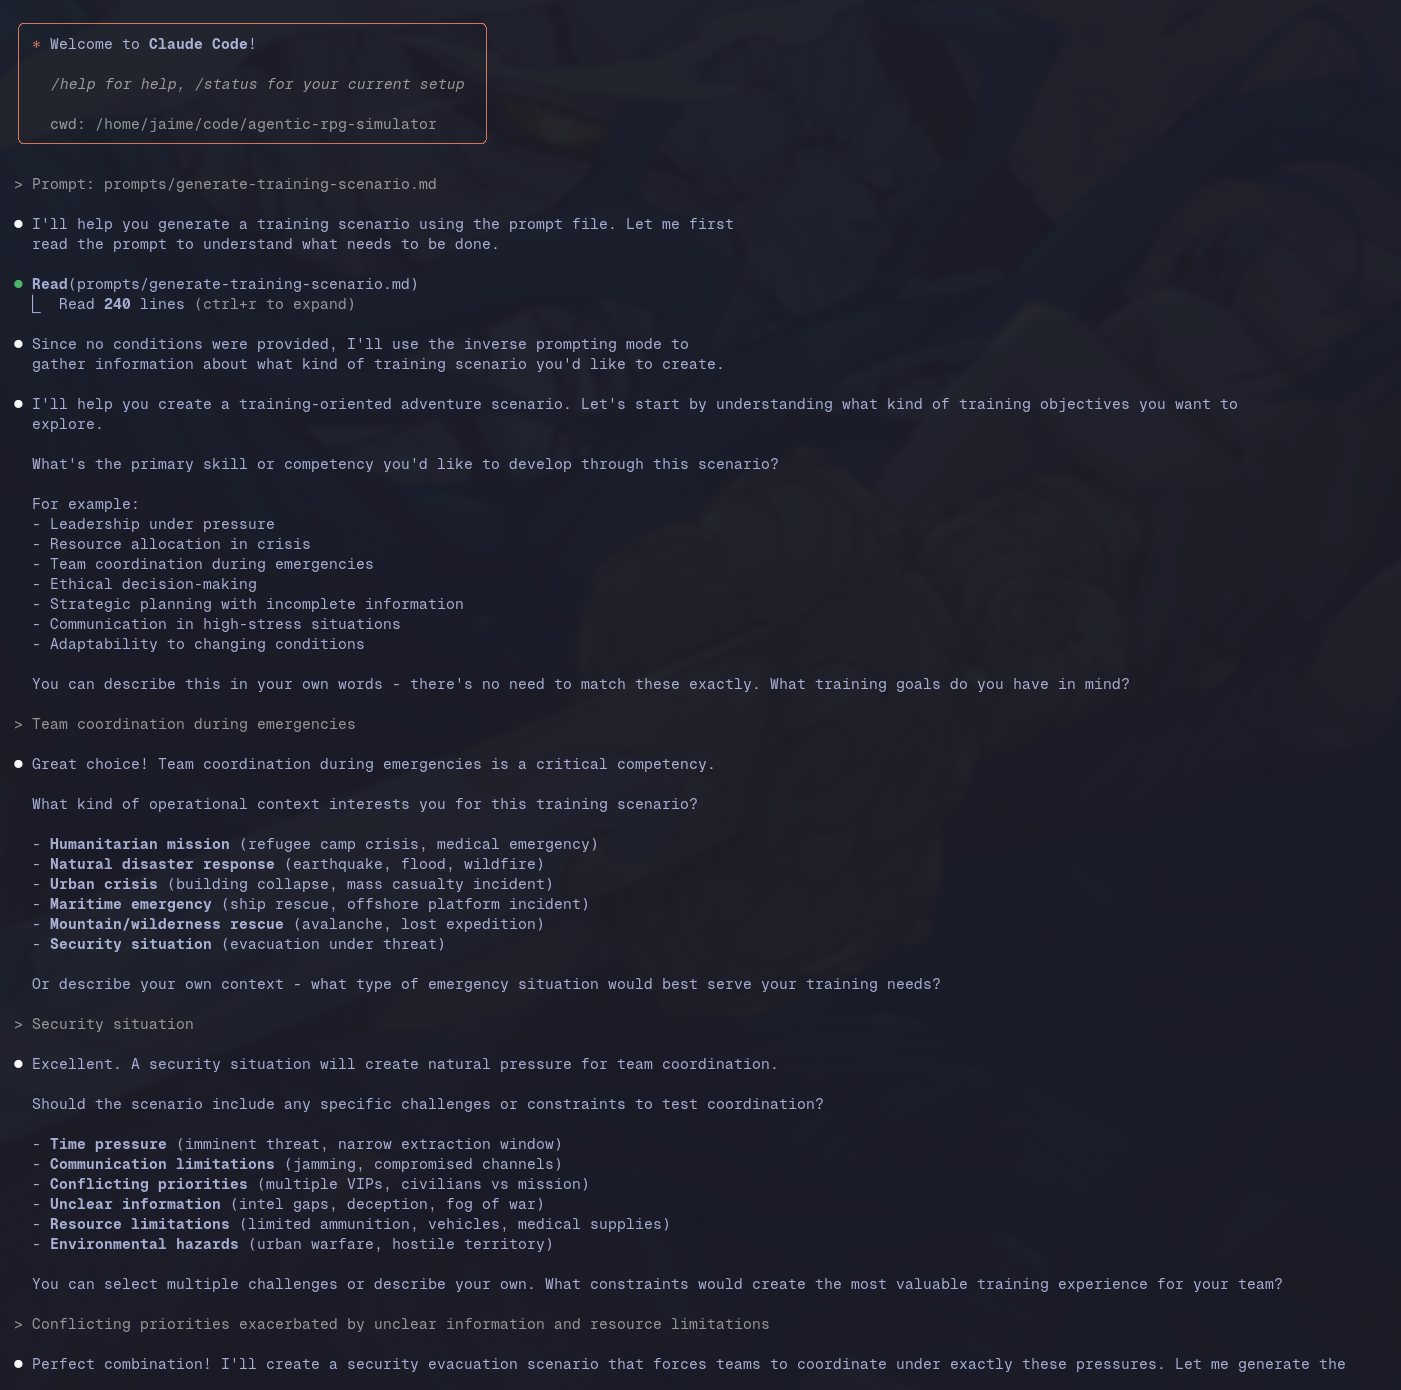 * Welcome to Claude Code!
/help for help, /status for your current setup
cwd: /home/jaime/code/agentic-rpg-simulator
> Prompt: prompts/generate-training-scenario.md
● I'll help you generate a training scenario using the prompt file. Let me first
read the prompt to understand what needs to be done.
● Read(prompts/generate-training-scenario.md)
⎿ Read 240 lines (ctrl+r to expand)
● Since no conditions were provided, I'll use the inverse prompting mode to
gather information about what kind of training scenario you'd like to create.
● I'll help you create a training-oriented adventure scenario. Let's start by understanding what kind of training objectives you want to
explore.
What's the primary skill or competency you'd like to develop through this scenario?
For example:
- Leadership under pressure
- Resource allocation in crisis
- Team coordination during emergencies
- Ethical decision-making
- Strategic planning with incomplete information
- Communication in high-stress situations
- Adaptability to changing conditions
You can describe this in your own words - there's no need to match these exactly. What training goals do you have in mind?
> Team coordination during emergencies
● Great choice! Team coordination during emergencies is a critical competency.
What kind of operational context interests you for this training scenario?
- Humanitarian mission (refugee camp crisis, medical emergency)
- Natural disaster response (earthquake, flood, wildfire)
- Urban crisis (building collapse, mass casualty incident)
- Maritime emergency (ship rescue, offshore platform incident)
- Mountain/wilderness rescue (avalanche, lost expedition)
- Security situation (evacuation under threat)
Or describe your own context - what type of emergency situation would best serve your training needs?
> Security situation
● Excellent. A security situation will create natural pressure for team coordination.
Should the scenario include any specific challenges or constraints to test coordination?
- Time pressure (imminent threat, narrow extraction window)
- Communication limitations (jamming, compromised channels)
- Conflicting priorities (multiple VIPs, civilians vs mission)
- Unclear information (intel gaps, deception, fog of war)
- Resource limitations (limited ammunition, vehicles, medical supplies)
- Environmental hazards (urban warfare, hostile territory)
You can select multiple challenges or describe your own. What constraints would create the most valuable training experience for your team?
> Conflicting priorities exacerbated by unclear information and resource limitations
● Perfect combination! I'll create a security evacuation scenario that forces teams to coordinate under exactly these pressures. Let me generate the